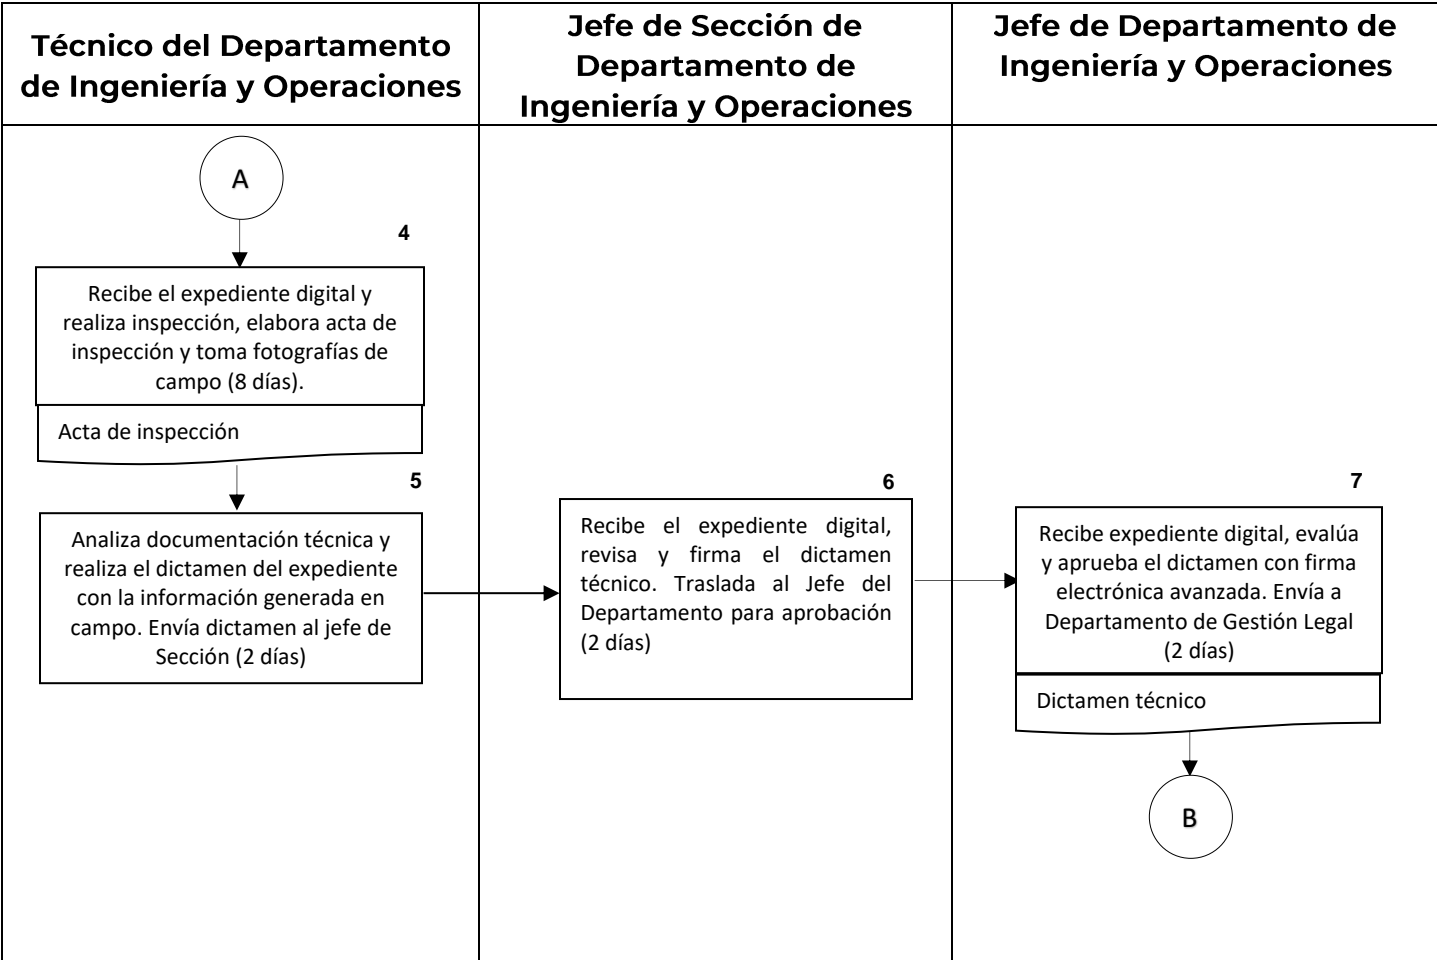 Técnico del Departamento
de Ingeniería y Operaciones
Jefe de Sección de
Departamento de
Ingeniería y Operaciones
Jefe de Departamento de
Ingeniería y Operaciones
A
4
Recibe el expediente digital y
realiza inspección, elabora acta de
inspección y toma fotografías de
campo (8 días).
Acta de inspección
5
Analiza documentación técnica y
realiza el dictamen del expediente
con la información generada en
campo. Envía dictamen al jefe de
Sección (2 días)
6
Recibe el expediente digital,
revisa y firma el dictamen
técnico. Traslada al Jefe del
Departamento para aprobación
(2 días)
7
Recibe expediente digital, evalúa
y aprueba el dictamen con firma
electrónica avanzada. Envía a
Departamento de Gestión Legal
(2 días)
Dictamen técnico
B